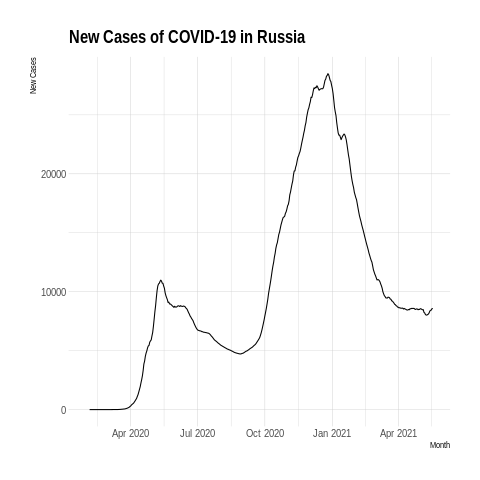 New Cases of COVID-19 in Russia
New Cases
20000
10000
0
Apr 2020 Jul 2020 Oct 2020 Jan 2021 Apr 2021
Month